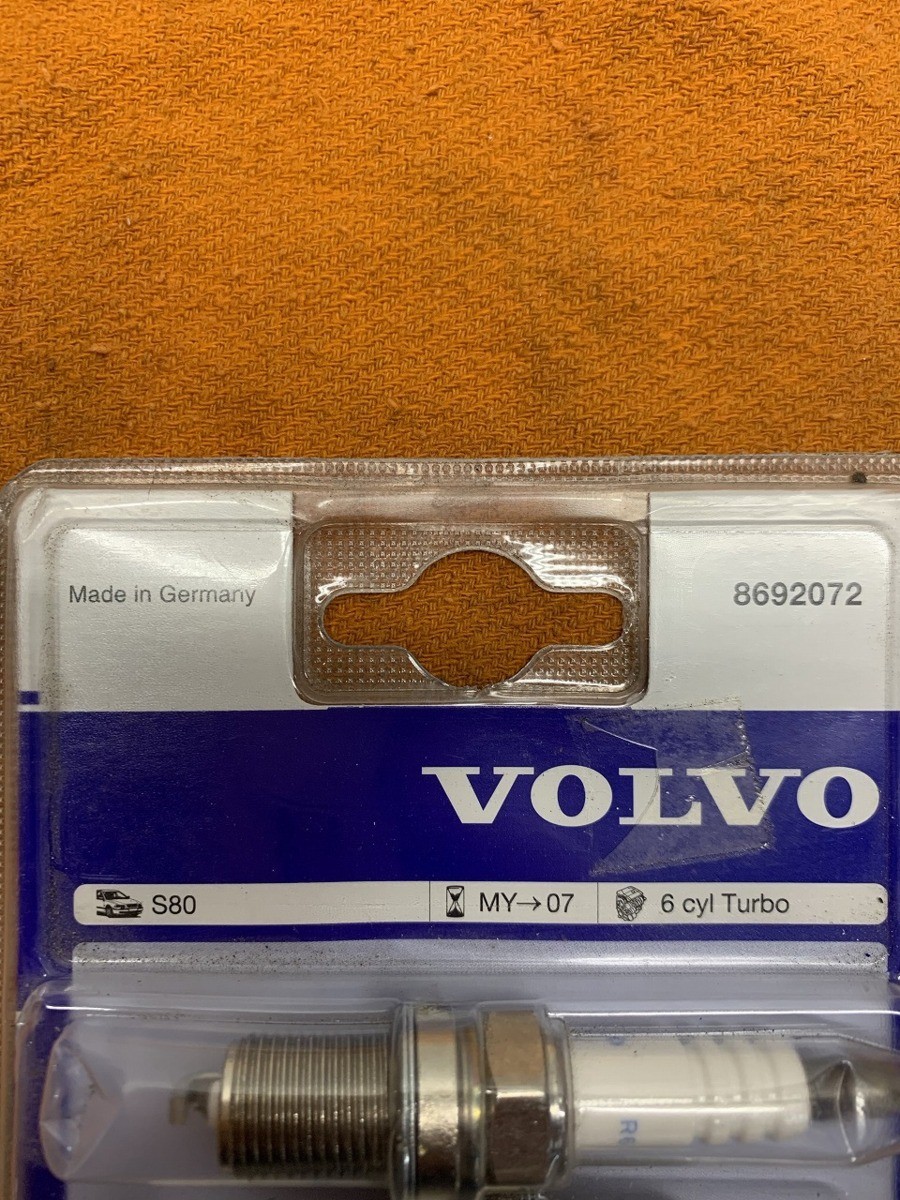 Made in Germany
8692072
VOLVO
S80 MY→07 6 cyl Turbo